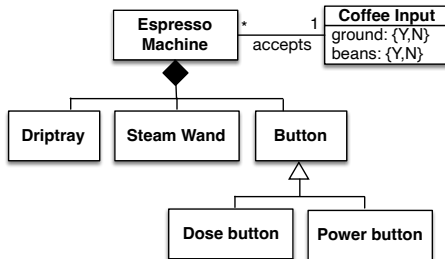 Espresso
Machine
*
1
accepts
Coffee Input
ground: {Y,N}
beans: {Y,N}
Driptray
Steam Wand
Button
Dose button
Power button